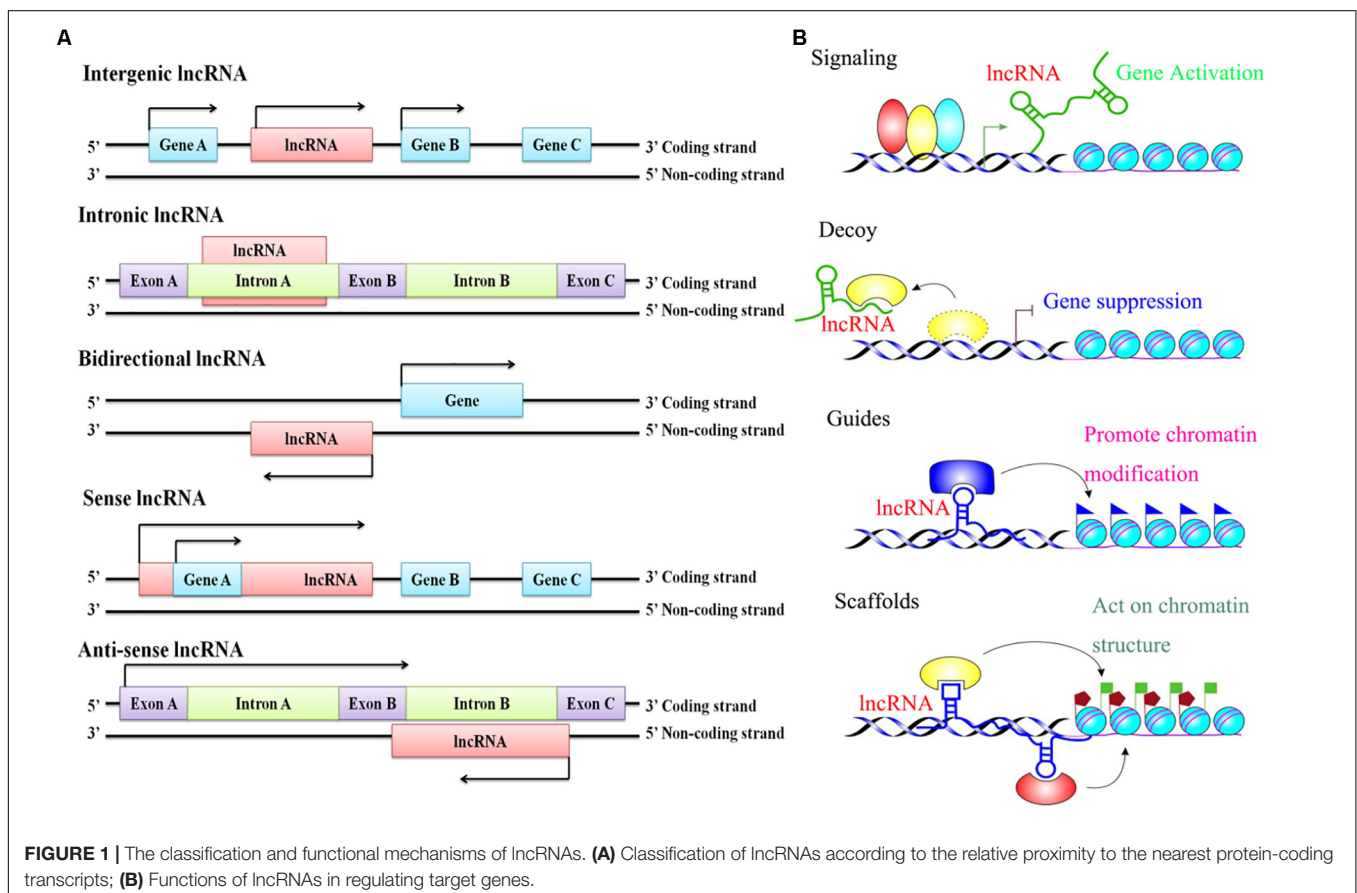 A
Intergenic lncRNA
Gene A
lncRNA
Gene B
Gene C
5’
3’ Coding strand
3’
5’ Non-coding strand
Intronic lncRNA
lncRNA
5’
Exon A
Intron A
Exon B
Intron B
Exon C
3’ Coding strand
3’
5’ Non-coding strand
Bidirectional lncRNA
Gene
5’
3’ Coding strand
3’
lncRNA
5’ Non-coding strand
Sense lncRNA
5’
Gene A
lncRNA
Gene B
Gene C
3’ Coding strand
3’
5’ Non-coding strand
Anti-sense lncRNA
5’
Exon A
Intron A
Exon B
Intron B
Exon C
3’ Coding strand
3’
lncRNA
5’ Non-coding strand
B
Signaling
lncRNA
Gene Activation
Decoy
lncRNA
Gene suppression
Guides
lncRNA
Promote chromatin
modification
Scaffolds
lncRNA
Act on chromatin
structure
FIGURE 1 | The classification and functional mechanisms of lncRNAs. (A) Classification of lncRNAs according to the relative proximity to the nearest protein-coding
transcripts; (B) Functions of lncRNAs in regulating target genes.